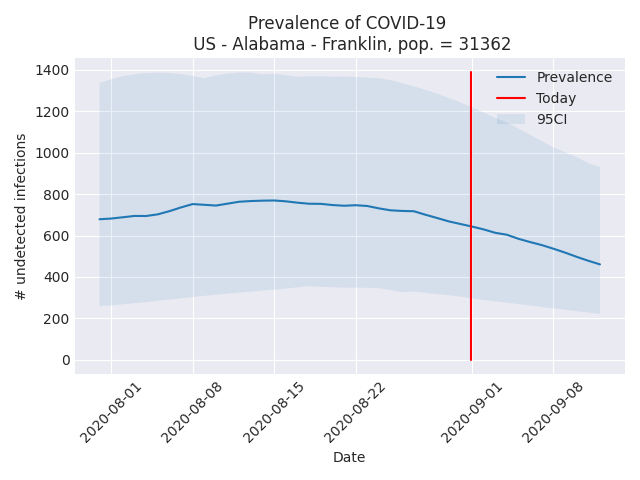 Prevalence of COVID-19
US - Alabama - Franklin, pop. = 31362
# undetected infections
1400
1200
1000
800
600
400
200
0
Prevalence
Today
95CI
2020-08-01
2020-08-08
2020-08-15
2020-08-22
2020-09-01
2020-09-08
Date